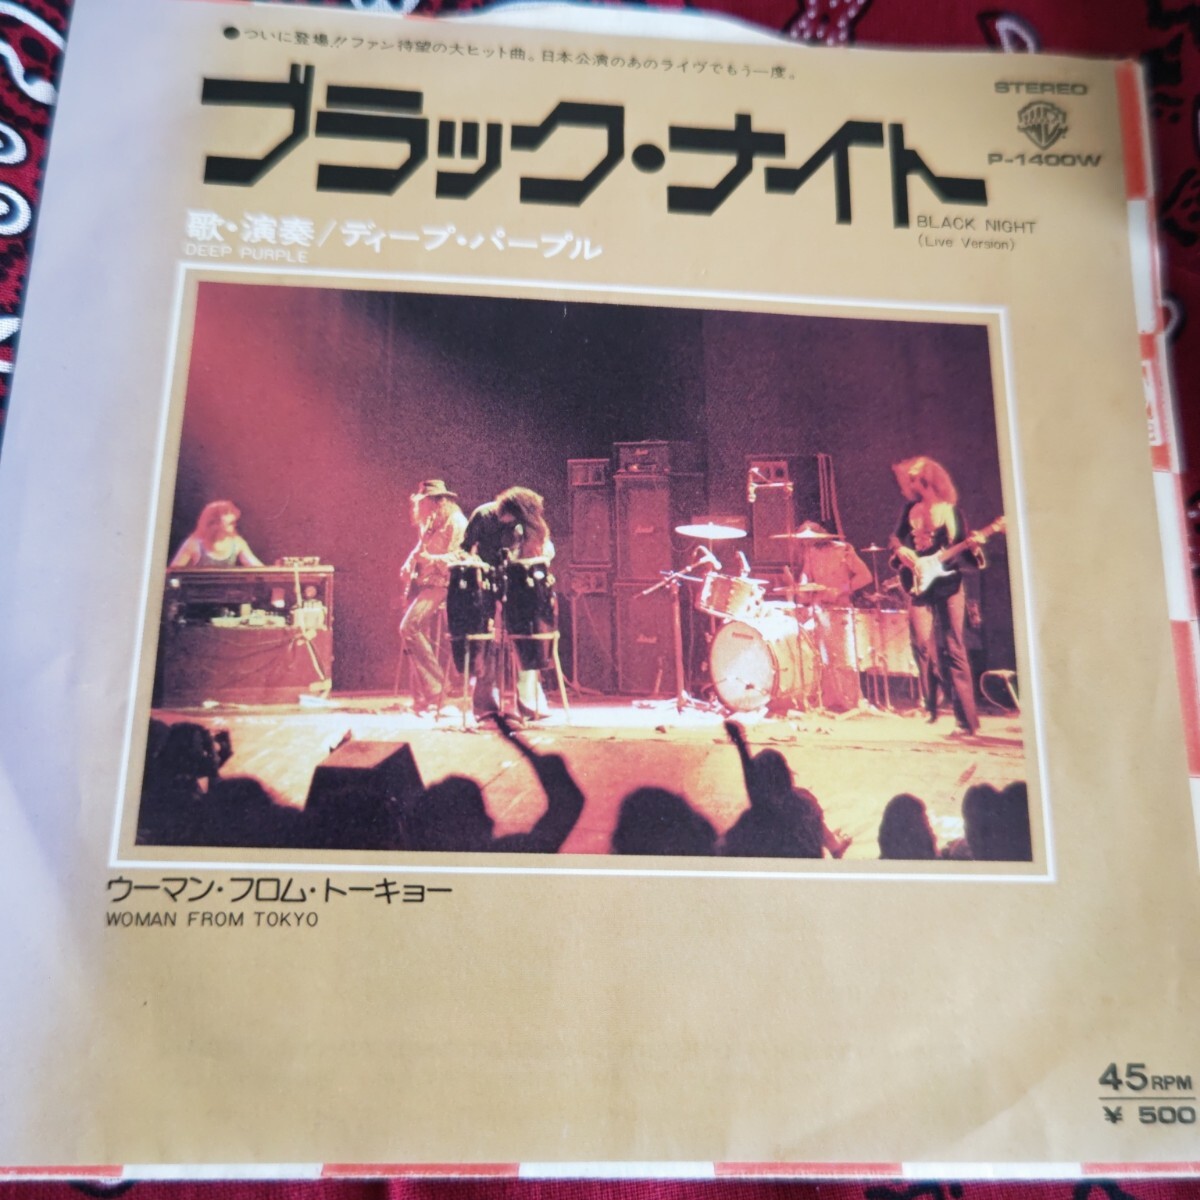 ●ついに登場!!ファン待望の大ヒット曲。日本公演のあのライヴでもう一度。
ブラック・ナイト
STEREO
P-1400W
BLACK NIGHT
(Live Version)
歌・演奏/ディープ・パープル
DEEP PURPLE
ウーマン・フロム・トーキョー
WOMAN FROM TOKYO
45RPM
¥500